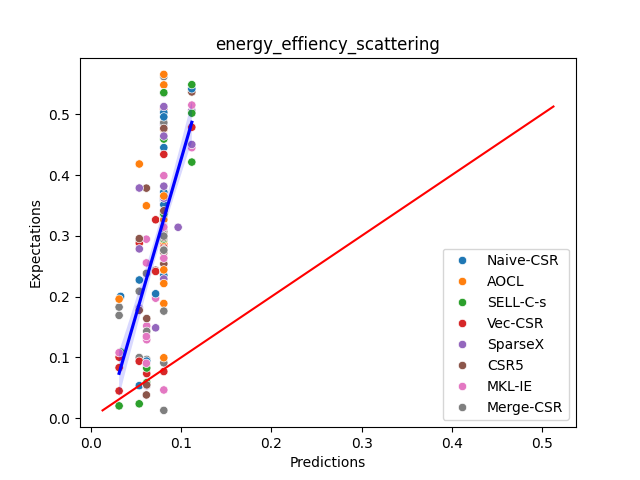 energy_effiency_scattering
Expectations
0.5
0.4
0.3
0.2
0.1
0.0
0.0 0.1 0.2 0.3 0.4 0.5
Predictions
Naive-CSR
AOCL
SELL-C-s
Vec-CSR
SparseX
CSR5
MKL-IE
Merge-CSR